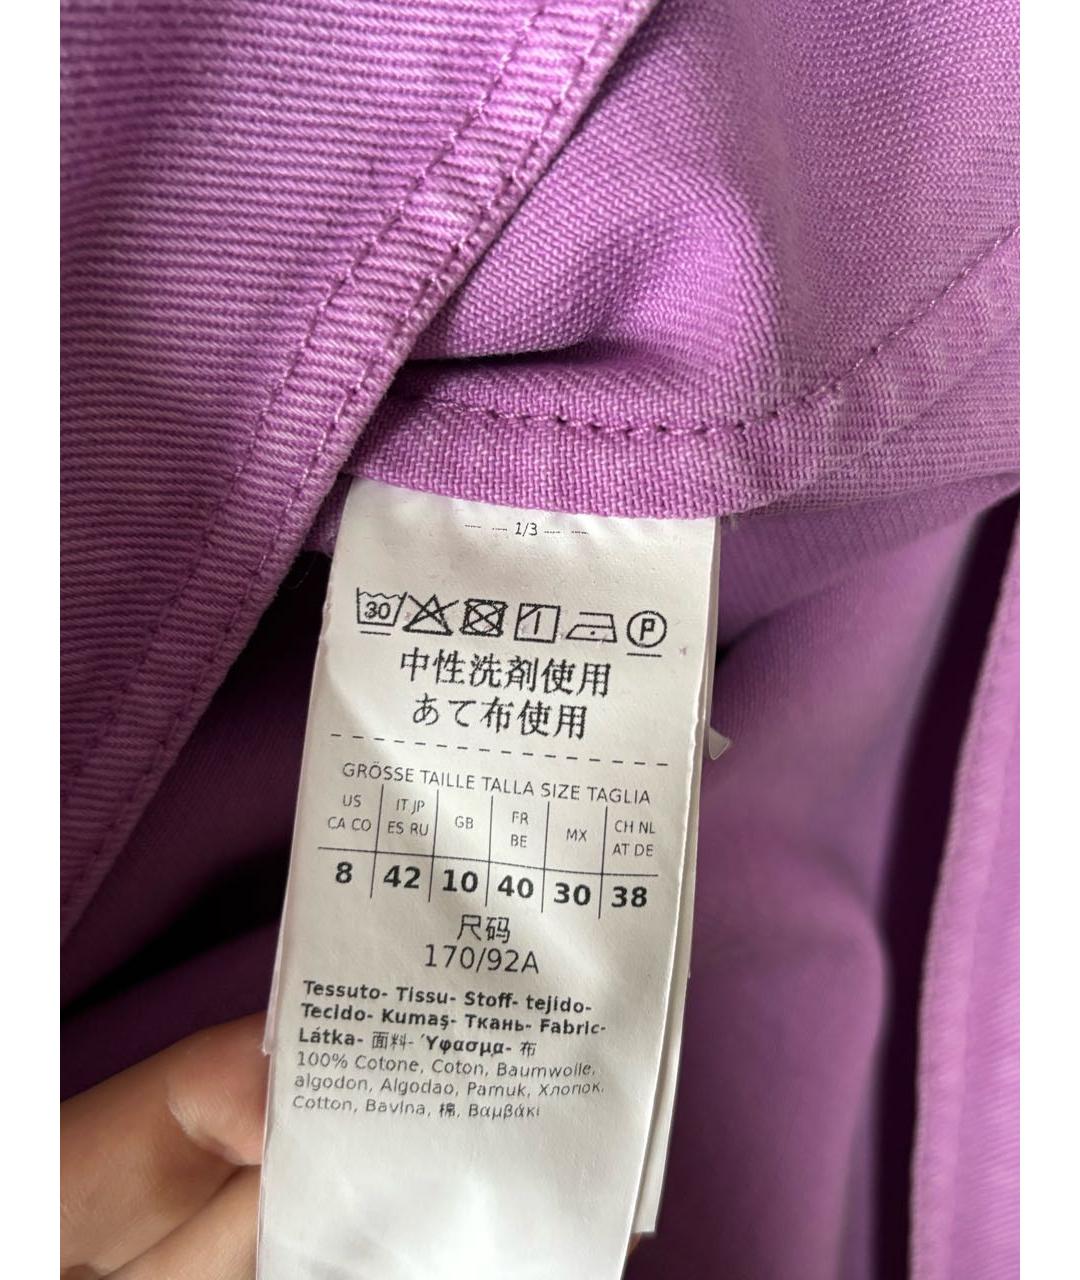 1/3
30 P
中性洗剤使用
あて布使用
GRÖSSE TAILLE TALLA SIZE TAGLIA
US CA CO IT JP ES RU GB FR BE MX CH NL AT DE
8 42 10 40 30 38
尺码
170/92A
Tessuto- Tissu- Stoff- tejido-
Tecido- Kumaş- Ткань- Fabric-
Látka- 面料- Ύφασμα- 布
100% Cotone, Coton, Baumwolle,
algodon, Algodao, Pamuk, Хлопок,
Cotton, Bavlna, 棉, Βαμβάκι